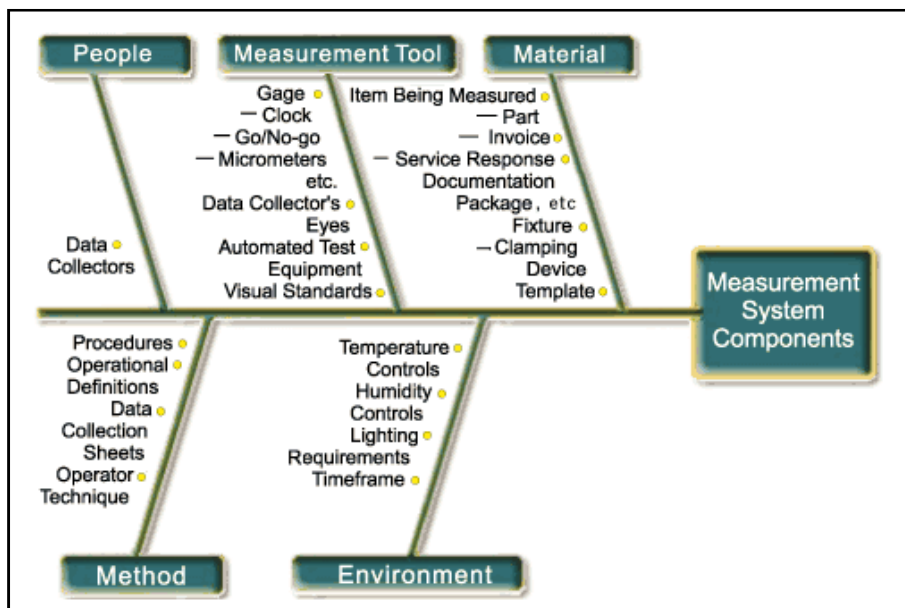 People
Measurement Tool
Material
Gage
— Clock
— Go/No-go
— Micrometers
etc.
Data Collector's
Eyes
Automated Test
Equipment
Visual Standards
Item Being Measured
— Part
— Invoice
— Service Response
Documentation
Package, etc
Fixture
— Clamping
Device
Template
Data
Collectors
Measurement
System
Components
Procedures
Operational
Definitions
Data
Collection
Sheets
Operator
Technique
Temperature
Controls
Humidity
Controls
Lighting
Requirements
Timeframe
Method
Environment